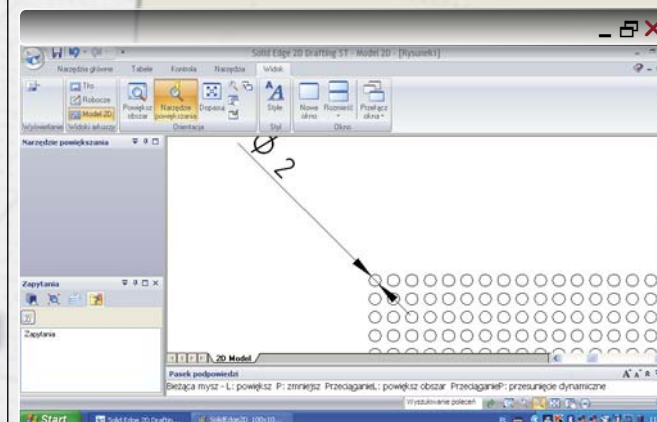 Solid Edge 2D Drafting ST - Model 2D - [Rysunek1]
Narzędzia główne Tabele Kontrola Narzędzia Widok
Tło
Robocze
Model 2D
Powiększ obszar
Narzędzie powiększania
Dopasuj
Style
Nowe okno
Rozmieść
Przełącz okna
Wyświetlanie Widoki arkuszy Orientacja Styl Okno
Narzędzie powiększania
Ø 2
Zapytania
Zapytania
2D Model
Pasek podpowiedzi
Bieżąca mysz - L: powiększ P: zmniejsz PrzeciąganieL: powiększ obszar PrzeciąganieP: przesunięcie dynamiczne
Wyszukiwanie poleceń
Start Solid Edge 2D Draftin...